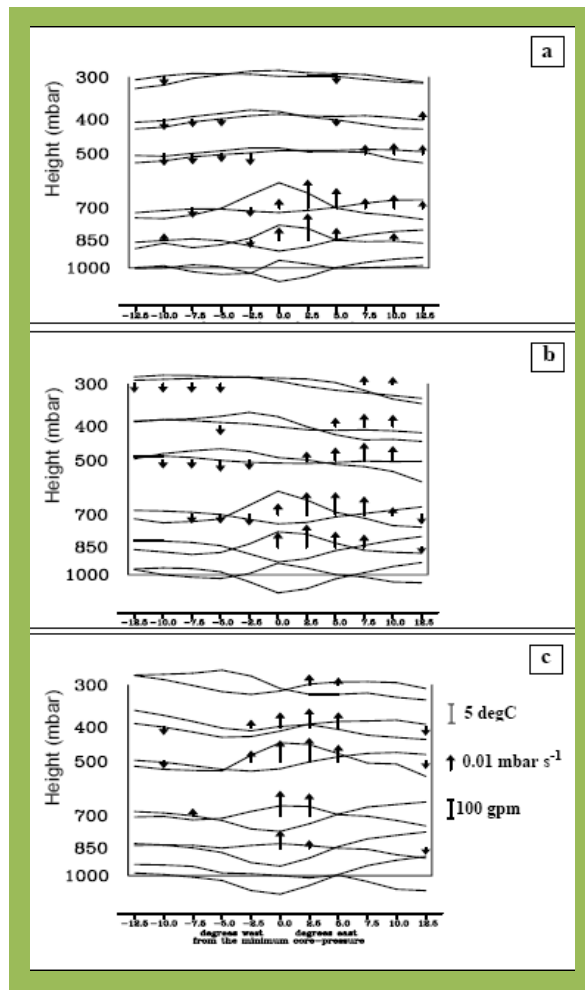 a
Height (mbar)
300
400
500
700
850
1000
-12.5 -10.0 -7.5 -5.0 -2.5 0.0 2.5 5.0 7.5 10.0 12.5
b
Height (mbar)
300
400
500
700
850
1000
-12.5 -10.0 -7.5 -5.0 -2.5 0.0 2.5 5.0 7.5 10.0 12.5
c
Height (mbar)
300
400
500
700
850
1000
5 degC
0.01 mbar s⁻¹
100 gpm
-12.5 -10.0 -7.5 -5.0 -2.5 0.0 2.5 5.0 7.5 10.0 12.5
degrees west degrees east
from the minimum core-pressure